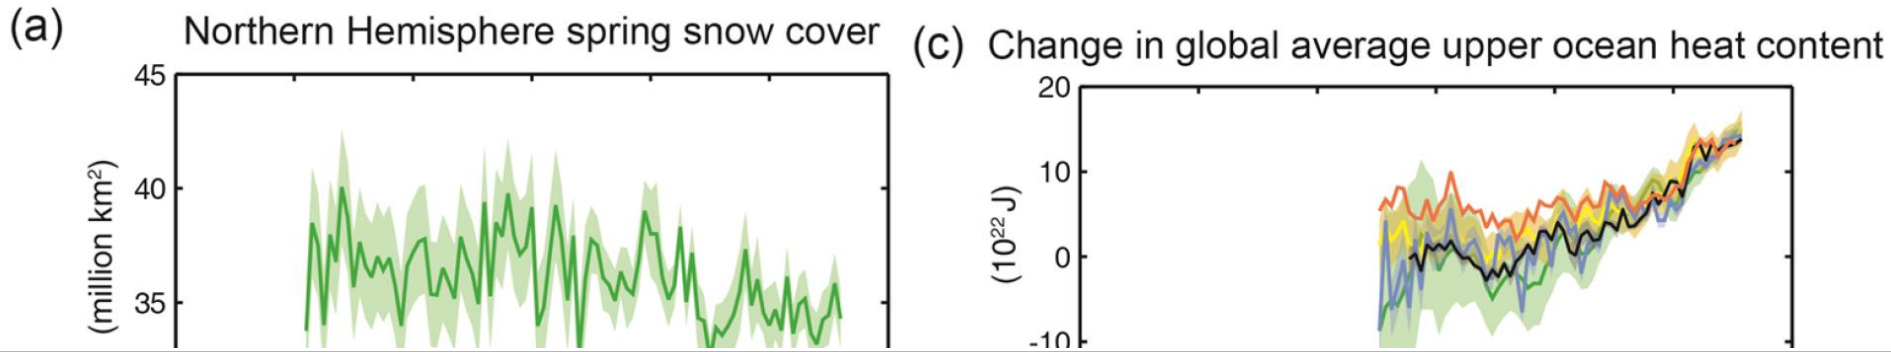 (a) Northern Hemisphere spring snow cover
45
40
35
(million km²)
(c) Change in global average upper ocean heat content
20
10
0
-10
(10²² J)